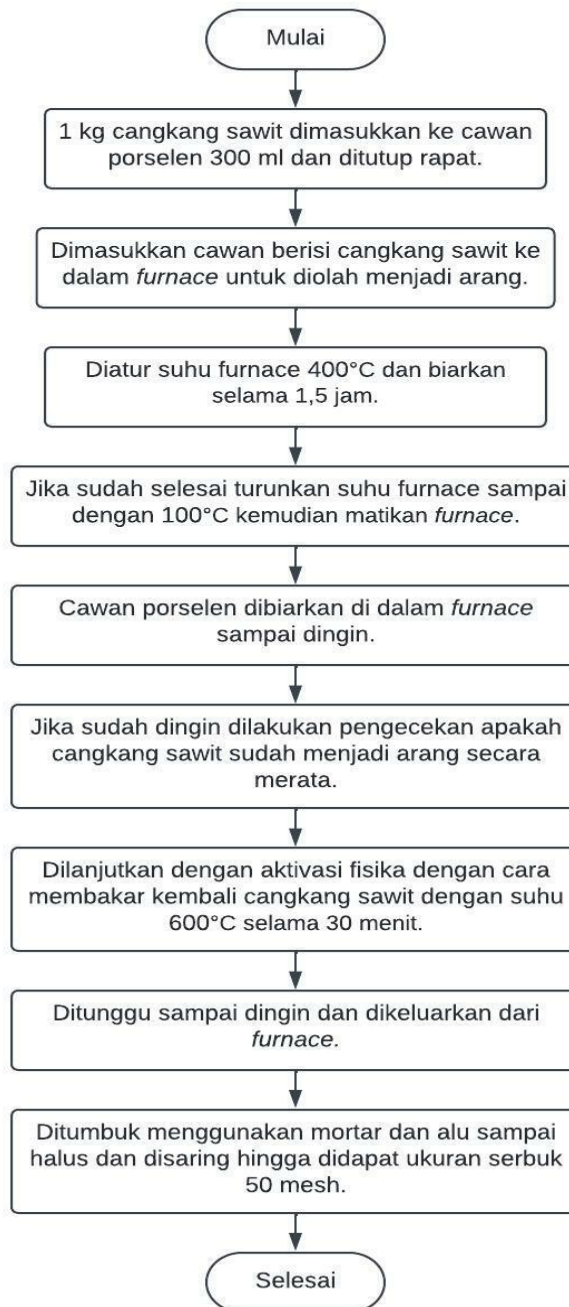 Mulai
1 kg cangkang sawit dimasukkan ke cawan
porselen 300 ml dan ditutup rapat.
Dimasukkan cawan berisi cangkang sawit ke
dalam furnace untuk diolah menjadi arang.
Diatur suhu furnace 400°C dan biarkan
selama 1,5 jam.
Jika sudah selesai turunkan suhu furnace sampai
dengan 100°C kemudian matikan furnace.
Cawan porselen dibiarkan di dalam furnace
sampai dingin.
Jika sudah dingin dilakukan pengecekan apakah
cangkang sawit sudah menjadi arang secara
merata.
Dilanjutkan dengan aktivasi fisika dengan cara
membakar kembali cangkang sawit dengan suhu
600°C selama 30 menit.
Ditunggu sampai dingin dan dikeluarkan dari
furnace.
Ditumbuk menggunakan mortar dan alu sampai
halus dan disaring hingga didapat ukuran serbuk
50 mesh.
Selesai